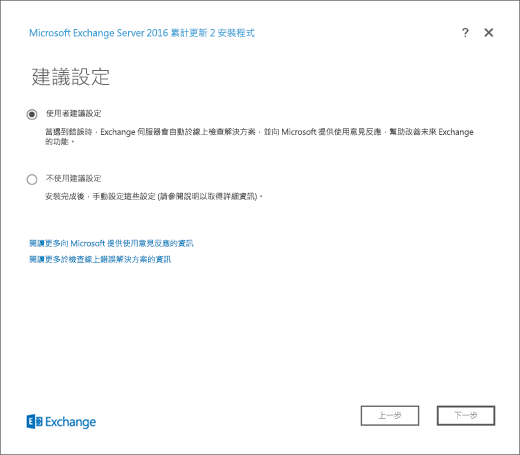 Microsoft Exchange Server 2016 累計更新 2 安裝程式
?
建議設定
使用者建議設定
當遇到錯誤時，Exchange 伺服器會自動於線上檢查解決方案，並向 Microsoft 提供使用意見反應，幫助改善未來 Exchange
的功能。
不使用建議設定
安裝完成後，手動設定這些設定 (請參閱說明以取得詳細資訊)。
閱讀更多向 Microsoft 提供使用意見反應的資訊
閱讀更多於檢查線上錯誤解決方案的資訊
Exchange
上一步
下一步